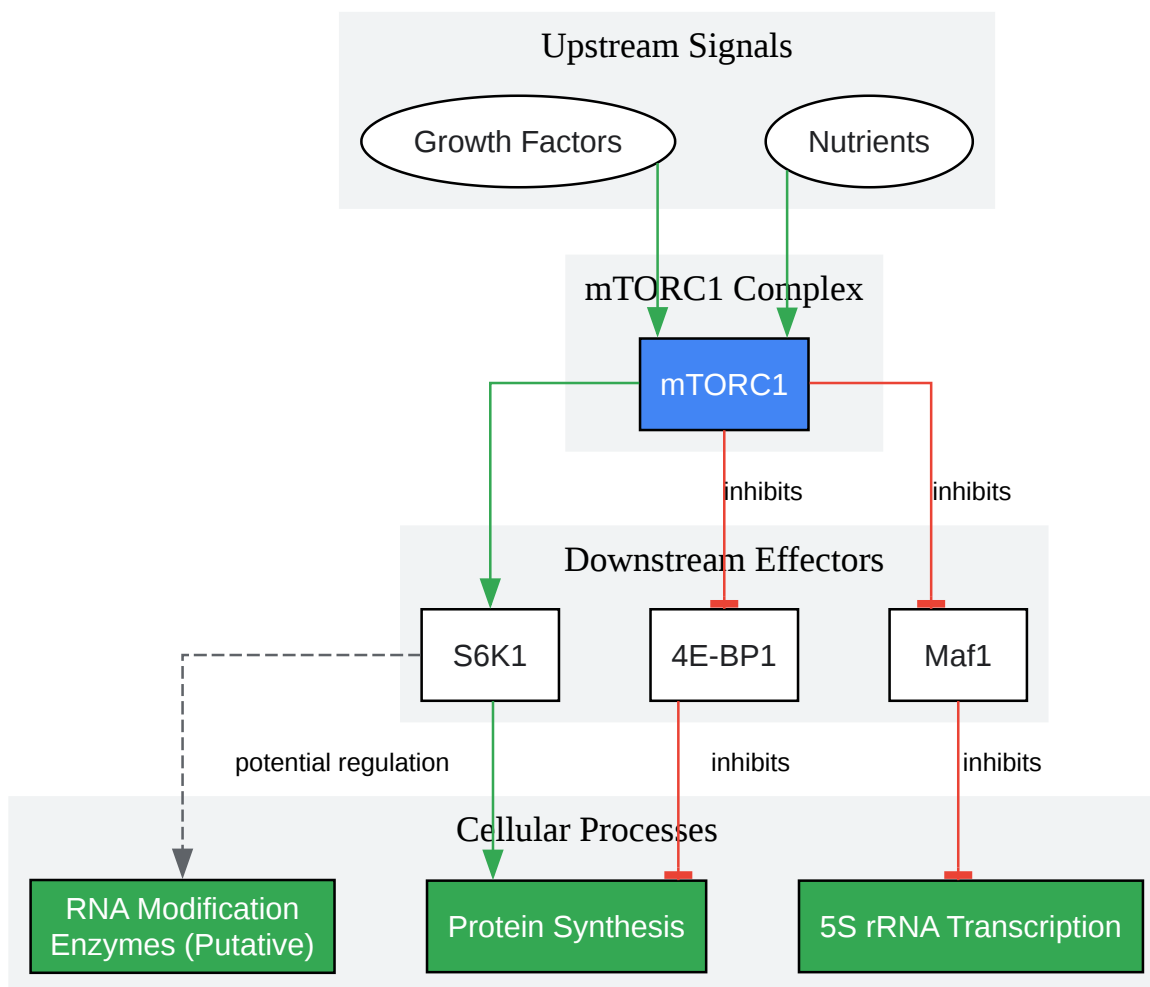 Upstream Signals
Growth Factors
Nutrients
mTORC1 Complex
mTORC1
inhibits
inhibits
Downstream Effectors
S6K1
4E-BP1
Maf1
potential regulation
inhibits
inhibits
Cellular Processes
RNA Modification
Enzymes (Putative)
Protein Synthesis
5S rRNA Transcription